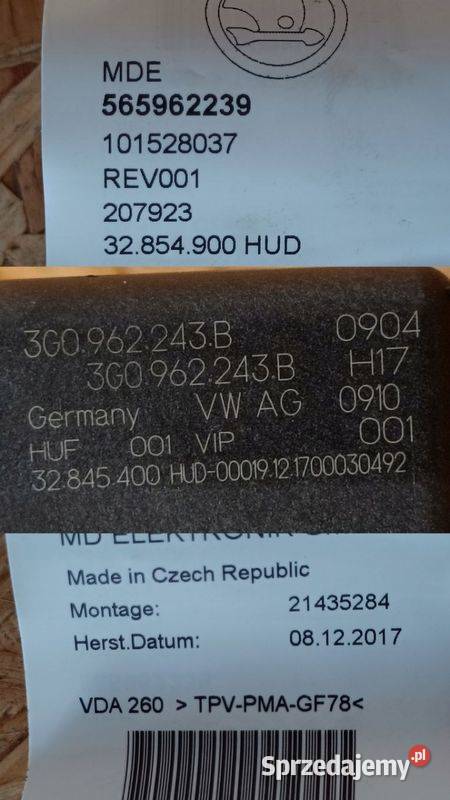 MDE
565962239
101528037
REV001
207923
32.854.900 HUD
3G0.962.243.B 0904
3G0.962.243.B H17
Germany VW AG 0910
HUF 001 VIP 001
32.845.400 HUD-00019.12.1700030492
MD ELEKTRONIK
Made in Czech Republic
Montage: 21435284
Herst.Datum: 08.12.2017
VDA 260 > TPV-PMA-GF78<
Sprzedajemy.pl